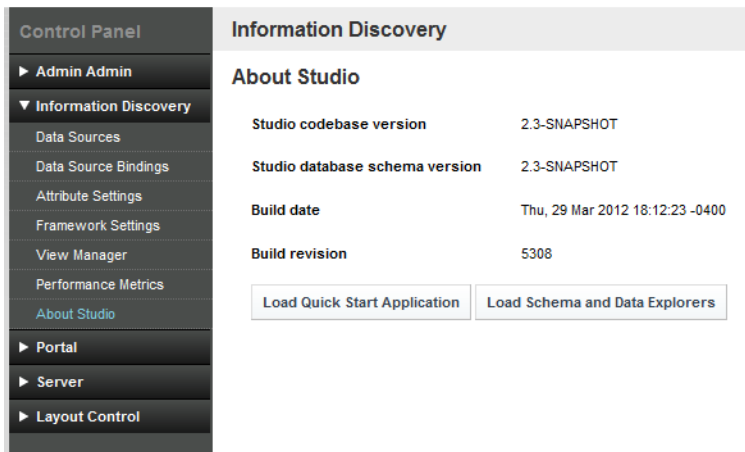 Control Panel
Admin Admin
Information Discovery
Data Sources
Data Source Bindings
Attribute Settings
Framework Settings
View Manager
Performance Metrics
About Studio
Portal
Server
Layout Control
Information Discovery
About Studio
Studio codebase version 2.3-SNAPSHOT
Studio database schema version 2.3-SNAPSHOT
Build date Thu, 29 Mar 2012 18:12:23 -0400
Build revision 5308
Load Quick Start Application Load Schema and Data Explorers